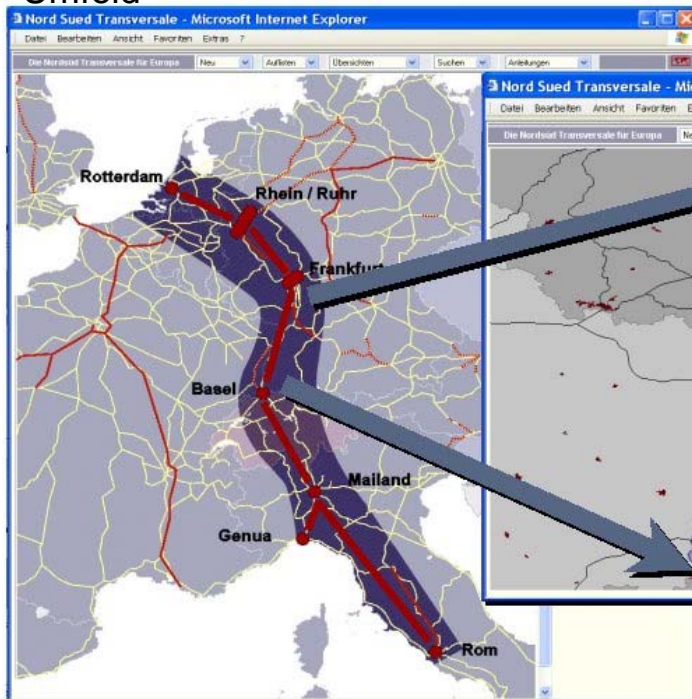 Umfeld
Nord Sued Transversale - Microsoft Internet Explorer
Datei Bearbeiten Ansicht Favoriten Extras ?
Die Nordsüd Transversale für Europa Neu Auflisten Übersichten Suchen Anleitungen
Nord Sued Transversale - Mi
Datei Bearbeiten Ansicht Favoriten E
Die Nordsüd Transversale für Europa Ne
Rotterdam
Rhein / Ruhr
Frankfurt
Basel
Mailand
Genua
Rom